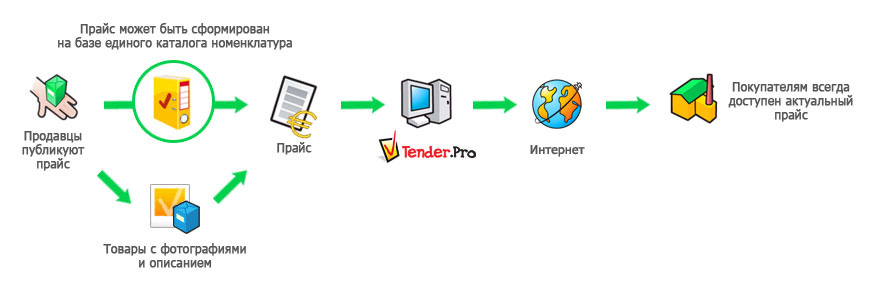 Прайс может быть сформирован
на базе единого каталога номенклатура
Продавцы
публикуют
прайс
Прайс
Tender.Pro
Интернет
Покупателям всегда
доступен актуальный
прайс
Товары с фотографиями
и описанием